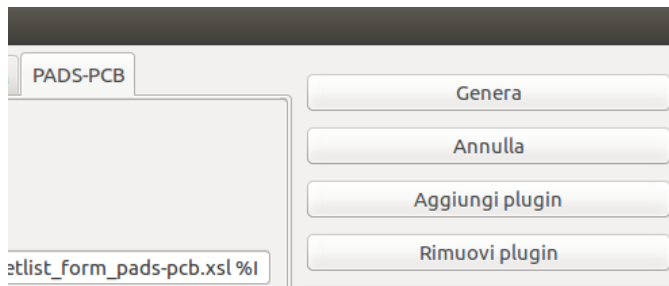 PADS-PCB
Genera
Annulla
Aggiungi plugin
Rimuovi plugin
etlist_form_pads-pcb.xsl %I